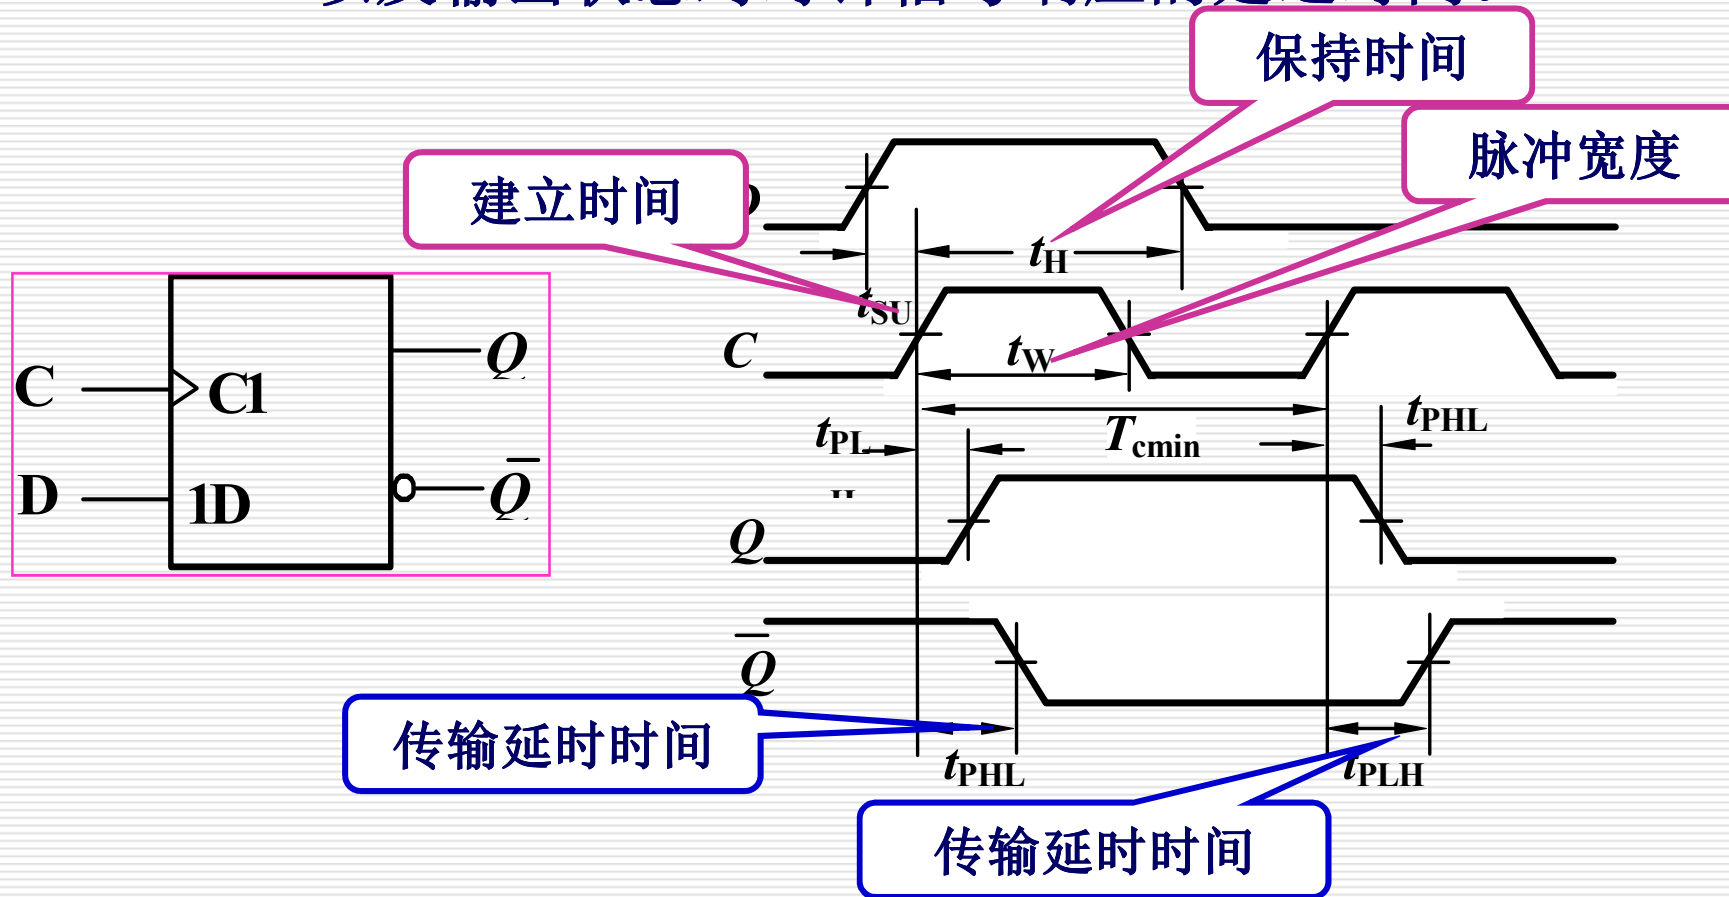 保持时间
脉冲宽度
建立时间
tH
tSU
C
tW
C
C1
Q
tPHL
tPL
Tcmin
D
1D
Q
Q
Q
传输延时时间
tPHL
tPLH
传输延时时间